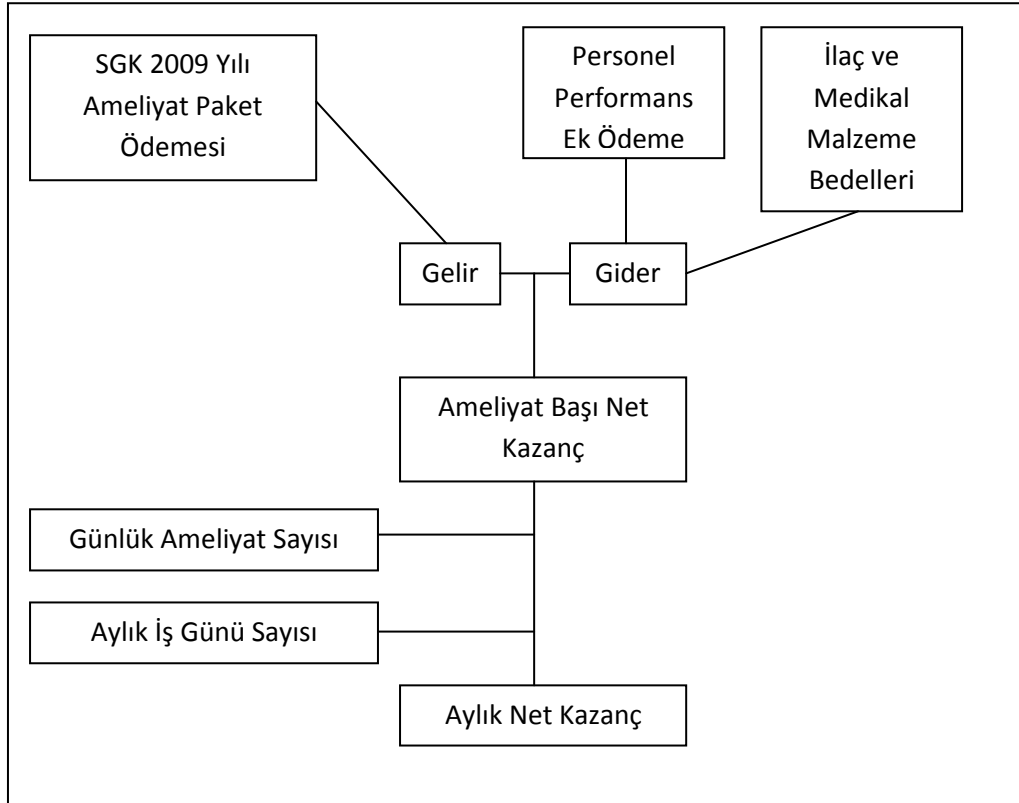 SGK 2009 Yılı
Ameliyat Paket
Ödemesi
Personel
Performans
Ek Ödeme
İlaç ve
Medikal
Malzeme
Bedelleri
Gelir
Gider
Ameliyat Başı Net
Kazanç
Günlük Ameliyat Sayısı
Aylık İş Günü Sayısı
Aylık Net Kazanç